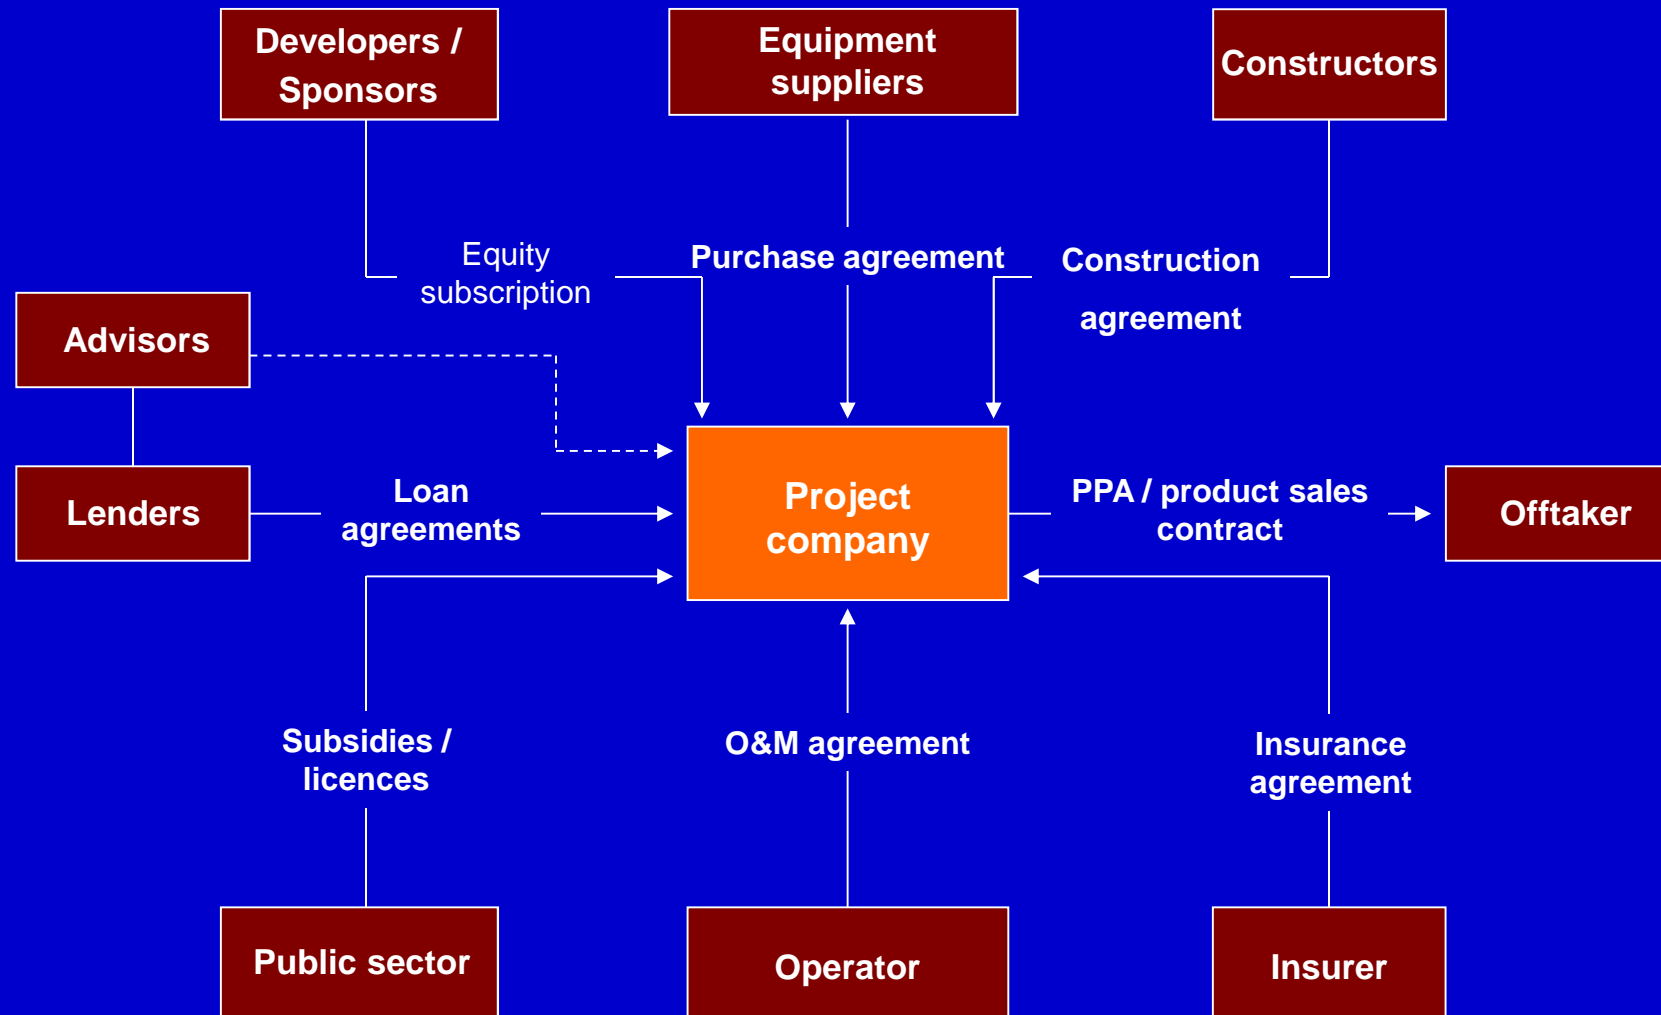 Developers /
Sponsors
Equipment
suppliers
Constructors
Equity
subscription
Purchase agreement
Construction
agreement
Advisors
Lenders
Loan
agreements
Project
company
PPA / product sales
contract
Offtaker
Subsidies /
licences
O&M agreement
Insurance
agreement
Public sector
Operator
Insurer